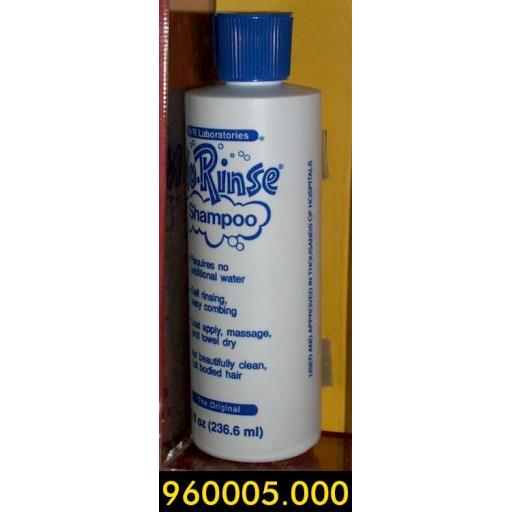 N/R Laboratories
No·Rinse®
Shampoo
Requires no
additional water
Self rinsing,
easy combing
Just apply, massage,
and towel dry
for beautifully clean,
full bodied hair
The Original
fl oz (236.6 ml)
USED AND APPROVED IN THOUSANDS OF HOSPITALS
960005.000